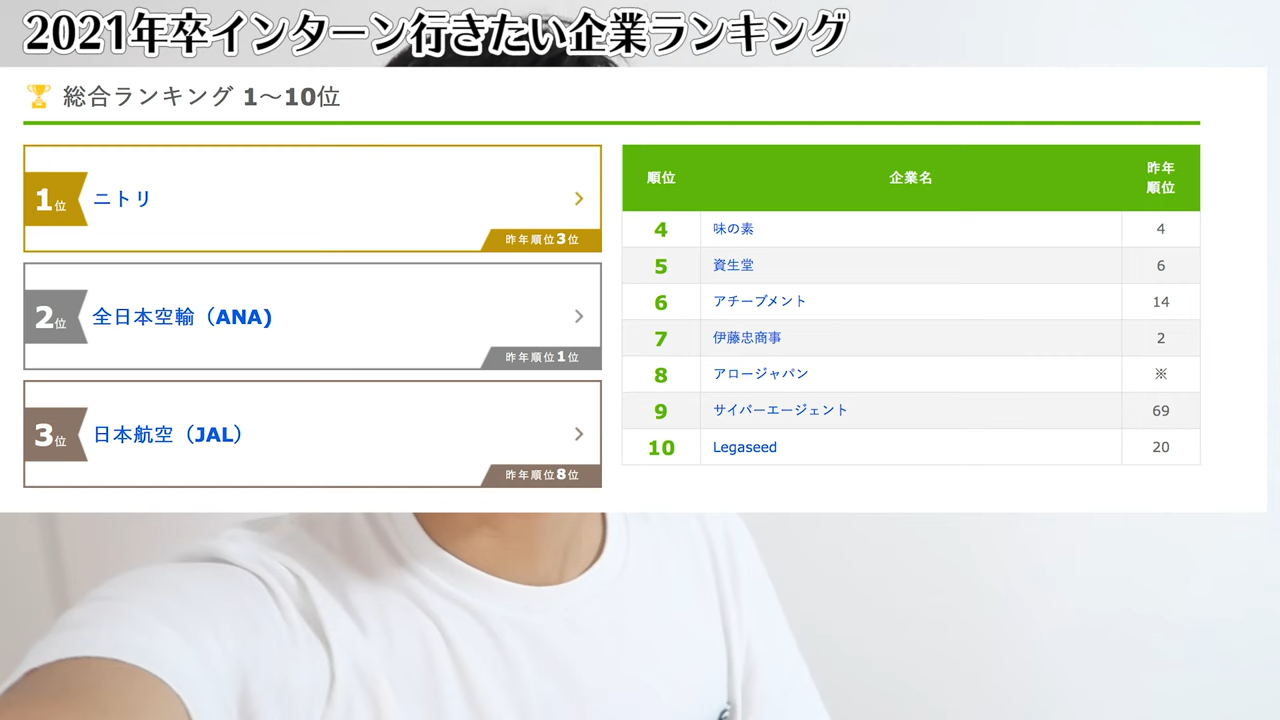 2021年卒インターン行きたい企業ランキング
総合ランキング 1〜10位
1位 ニトリ
昨年順位3位
2位 全日本空輸（ANA)
昨年順位1位
3位 日本航空（JAL）
昨年順位8位
順位 企業名 昨年順位
4 味の素 4
5 資生堂 6
6 アチーブメント 14
7 伊藤忠商事 2
8 アロージャパン ※
9 サイバーエージェント 69
10 Legaseed 20